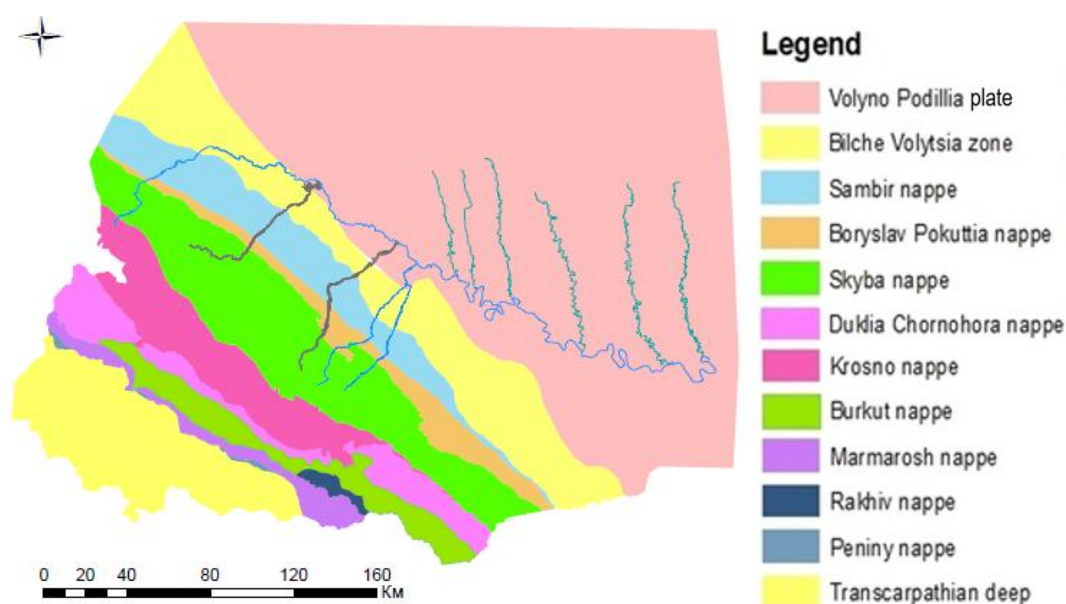 Legend
Volyno Podillia plate
Bilche Volytsia zone
Sambir nappe
Boryslav Pokuttia nappe
Skyba nappe
Duklia Chornohora nappe
Krosno nappe
Burkut nappe
Marmarosh nappe
Rakhiv nappe
Peniny nappe
Transcarpathian deep
0 20 40 80 120 160
Км